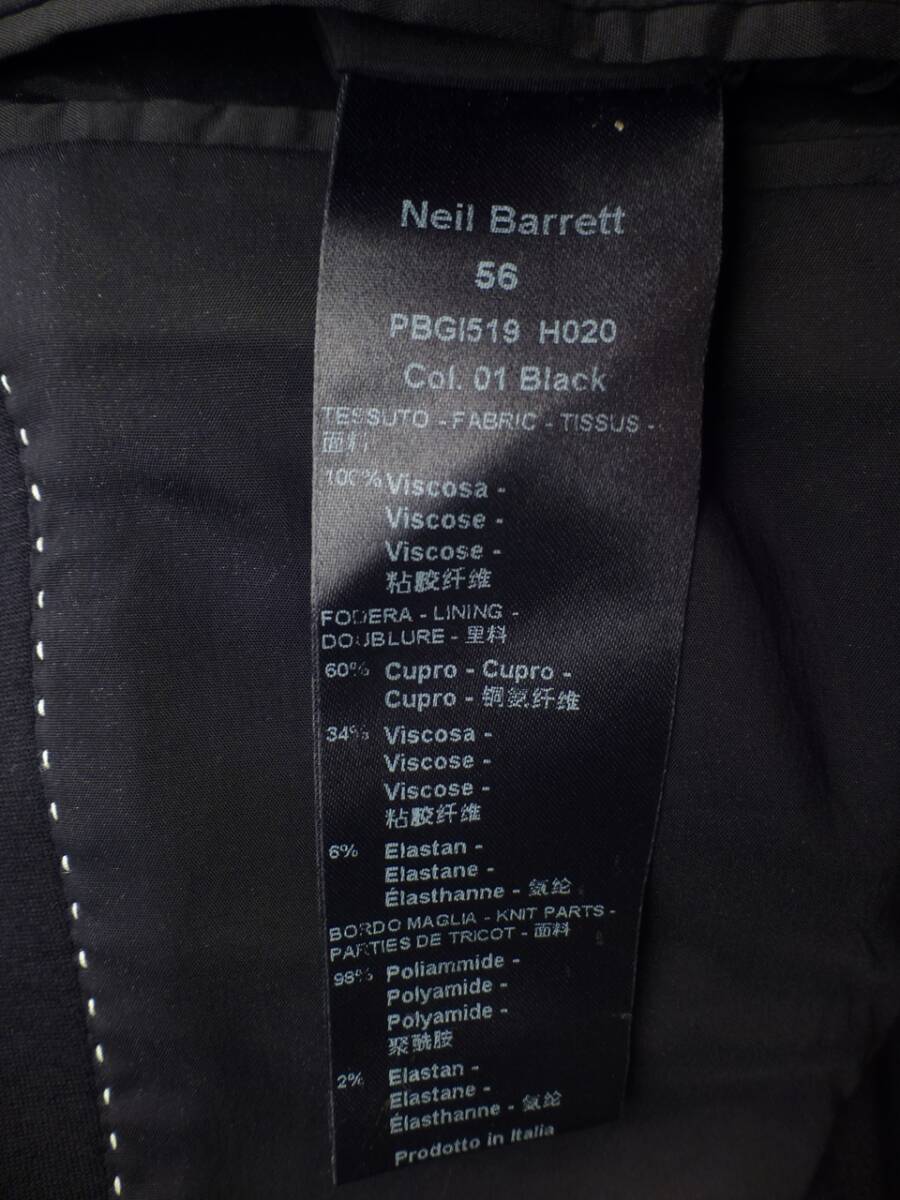 Neil Barrett
56
PBGI519 H020
Col. 01 Black
TESSUTO - FABRIC - TISSUS -
面料
100% Viscosa -
Viscose -
Viscose -
粘胶纤维
FODERA - LINING -
DOUBLURE - 里料
60% Cupro - Cupro -
Cupro - 铜氨纤维
34% Viscosa -
Viscose -
Viscose -
粘胶纤维
6% Elastan -
Elastane -
Élasthanne - 氨纶
BORDO MAGLIA - KNIT PARTS -
PARTIES DE TRICOT - 面料
98% Poliammide -
Polyamide -
Polyamide -
聚酰胺
2% Elastan -
Elastane -
Élasthanne - 氨纶
Prodotto in Italia